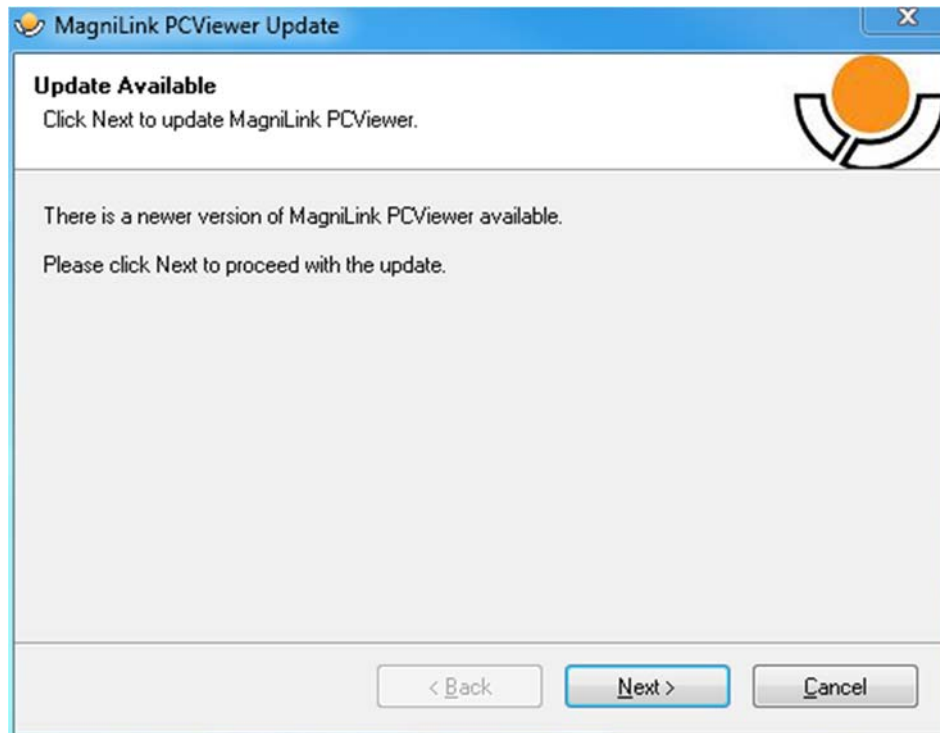 MagniLink PCViewer Update
X
Update Available
Click Next to update MagniLink PCViewer.
There is a newer version of MagniLink PCViewer available.
Please click Next to proceed with the update.
< Back
Next >
Cancel